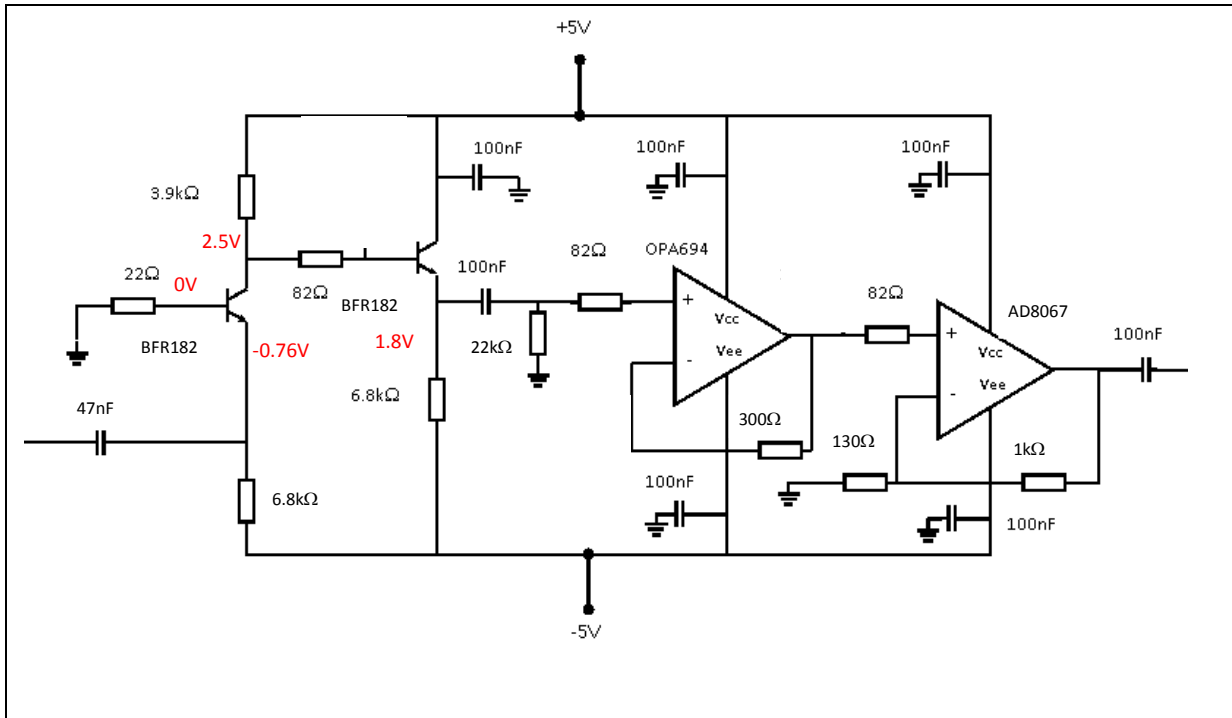 +5V
100nF
100nF
100nF
3.9kΩ
2.5V
OPA694
82Ω
22Ω
0V
82Ω
100nF
82Ω
AD8067
BFR182
+
Vcc
+
100nF
BFR182
-0.76V
1.8V
22kΩ
-
Vee
Vcc
-
Vee
6.8kΩ
47nF
300Ω
130Ω
1kΩ
6.8kΩ
100nF
100nF
-5V